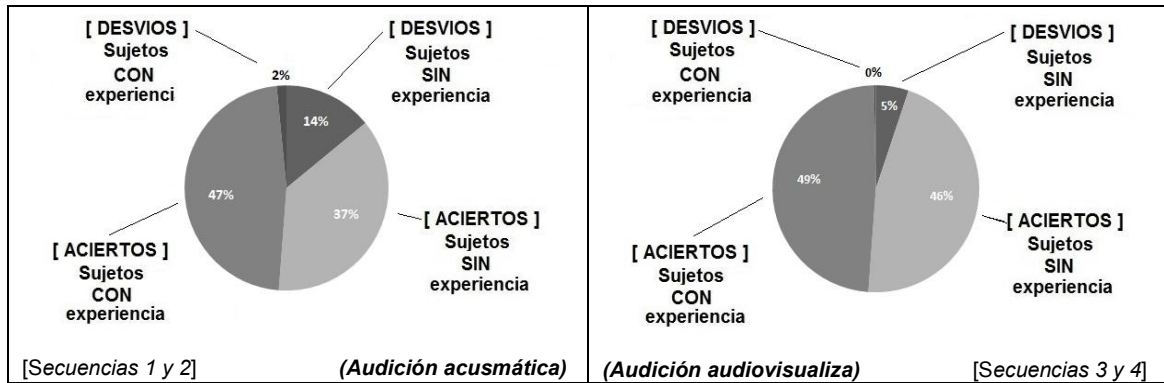 [ DESVIOS ]
Sujetos
CON
experienci
[ DESVIOS ]
Sujetos
SIN
experiencia
2%
14%
47%
37%
[ ACIERTOS ]
Sujetos
CON
experiencia
[ ACIERTOS ]
Sujetos
SIN
experiencia
[Secuencias 1 y 2] (Audición acusmática)
[ DESVIOS ]
Sujetos
CON
experiencia
[ DESVIOS ]
Sujetos
SIN
experiencia
0%
5%
49%
46%
[ ACIERTOS ]
Sujetos
CON
experiencia
[ ACIERTOS ]
Sujetos
SIN
experiencia
(Audición audiovisualiza) [Secuencias 3 y 4]